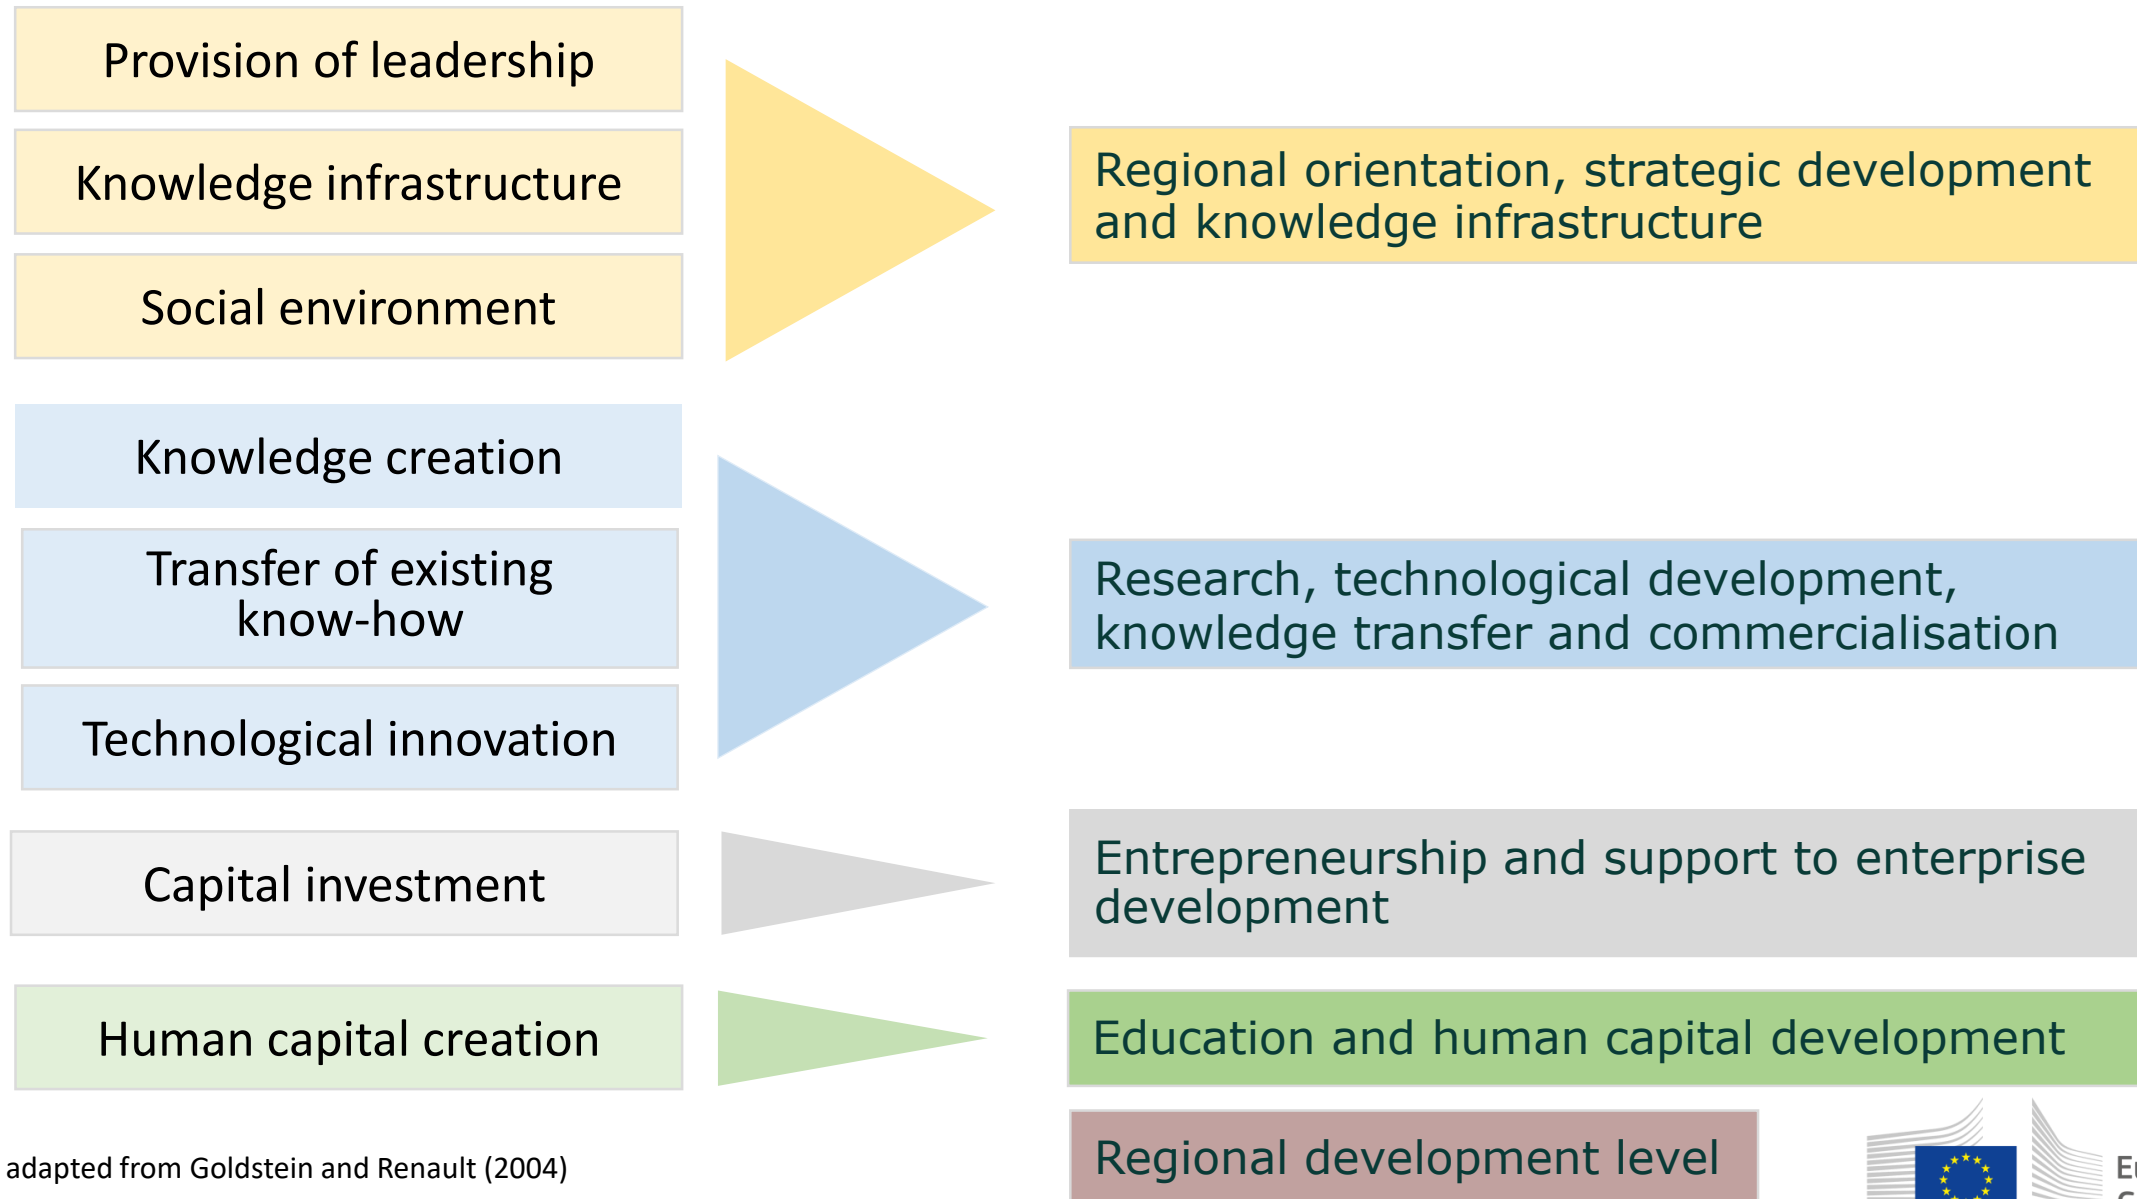 Provision of leadership
Knowledge infrastructure
Social environment
Regional orientation, strategic development
and knowledge infrastructure
Knowledge creation
Transfer of existing
know-how
Technological innovation
Research, technological development,
knowledge transfer and commercialisation
Capital investment
Entrepreneurship and support to enterprise
development
Human capital creation
Education and human capital development
Regional development level
adapted from Goldstein and Renault (2004)